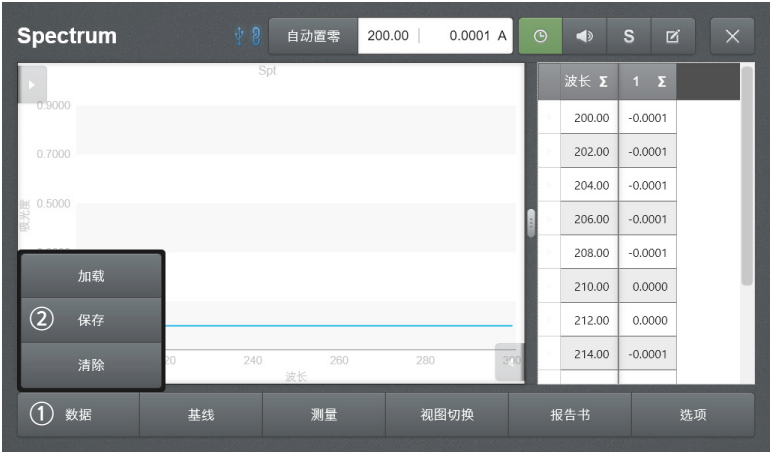 Spectrum
自动置零
200.00
0.0001 A
S
Spt
0.9000
0.7000
0.5000
吸光度
加载
② 保存
清除
20
240
260
280
300
波长
波长 Σ 1 Σ
200.00 -0.0001
202.00 -0.0001
204.00 -0.0001
206.00 -0.0001
208.00 -0.0001
210.00 0.0000
212.00 0.0000
214.00 -0.0001
① 数据
基线
测量
视图切换
报告书
选项